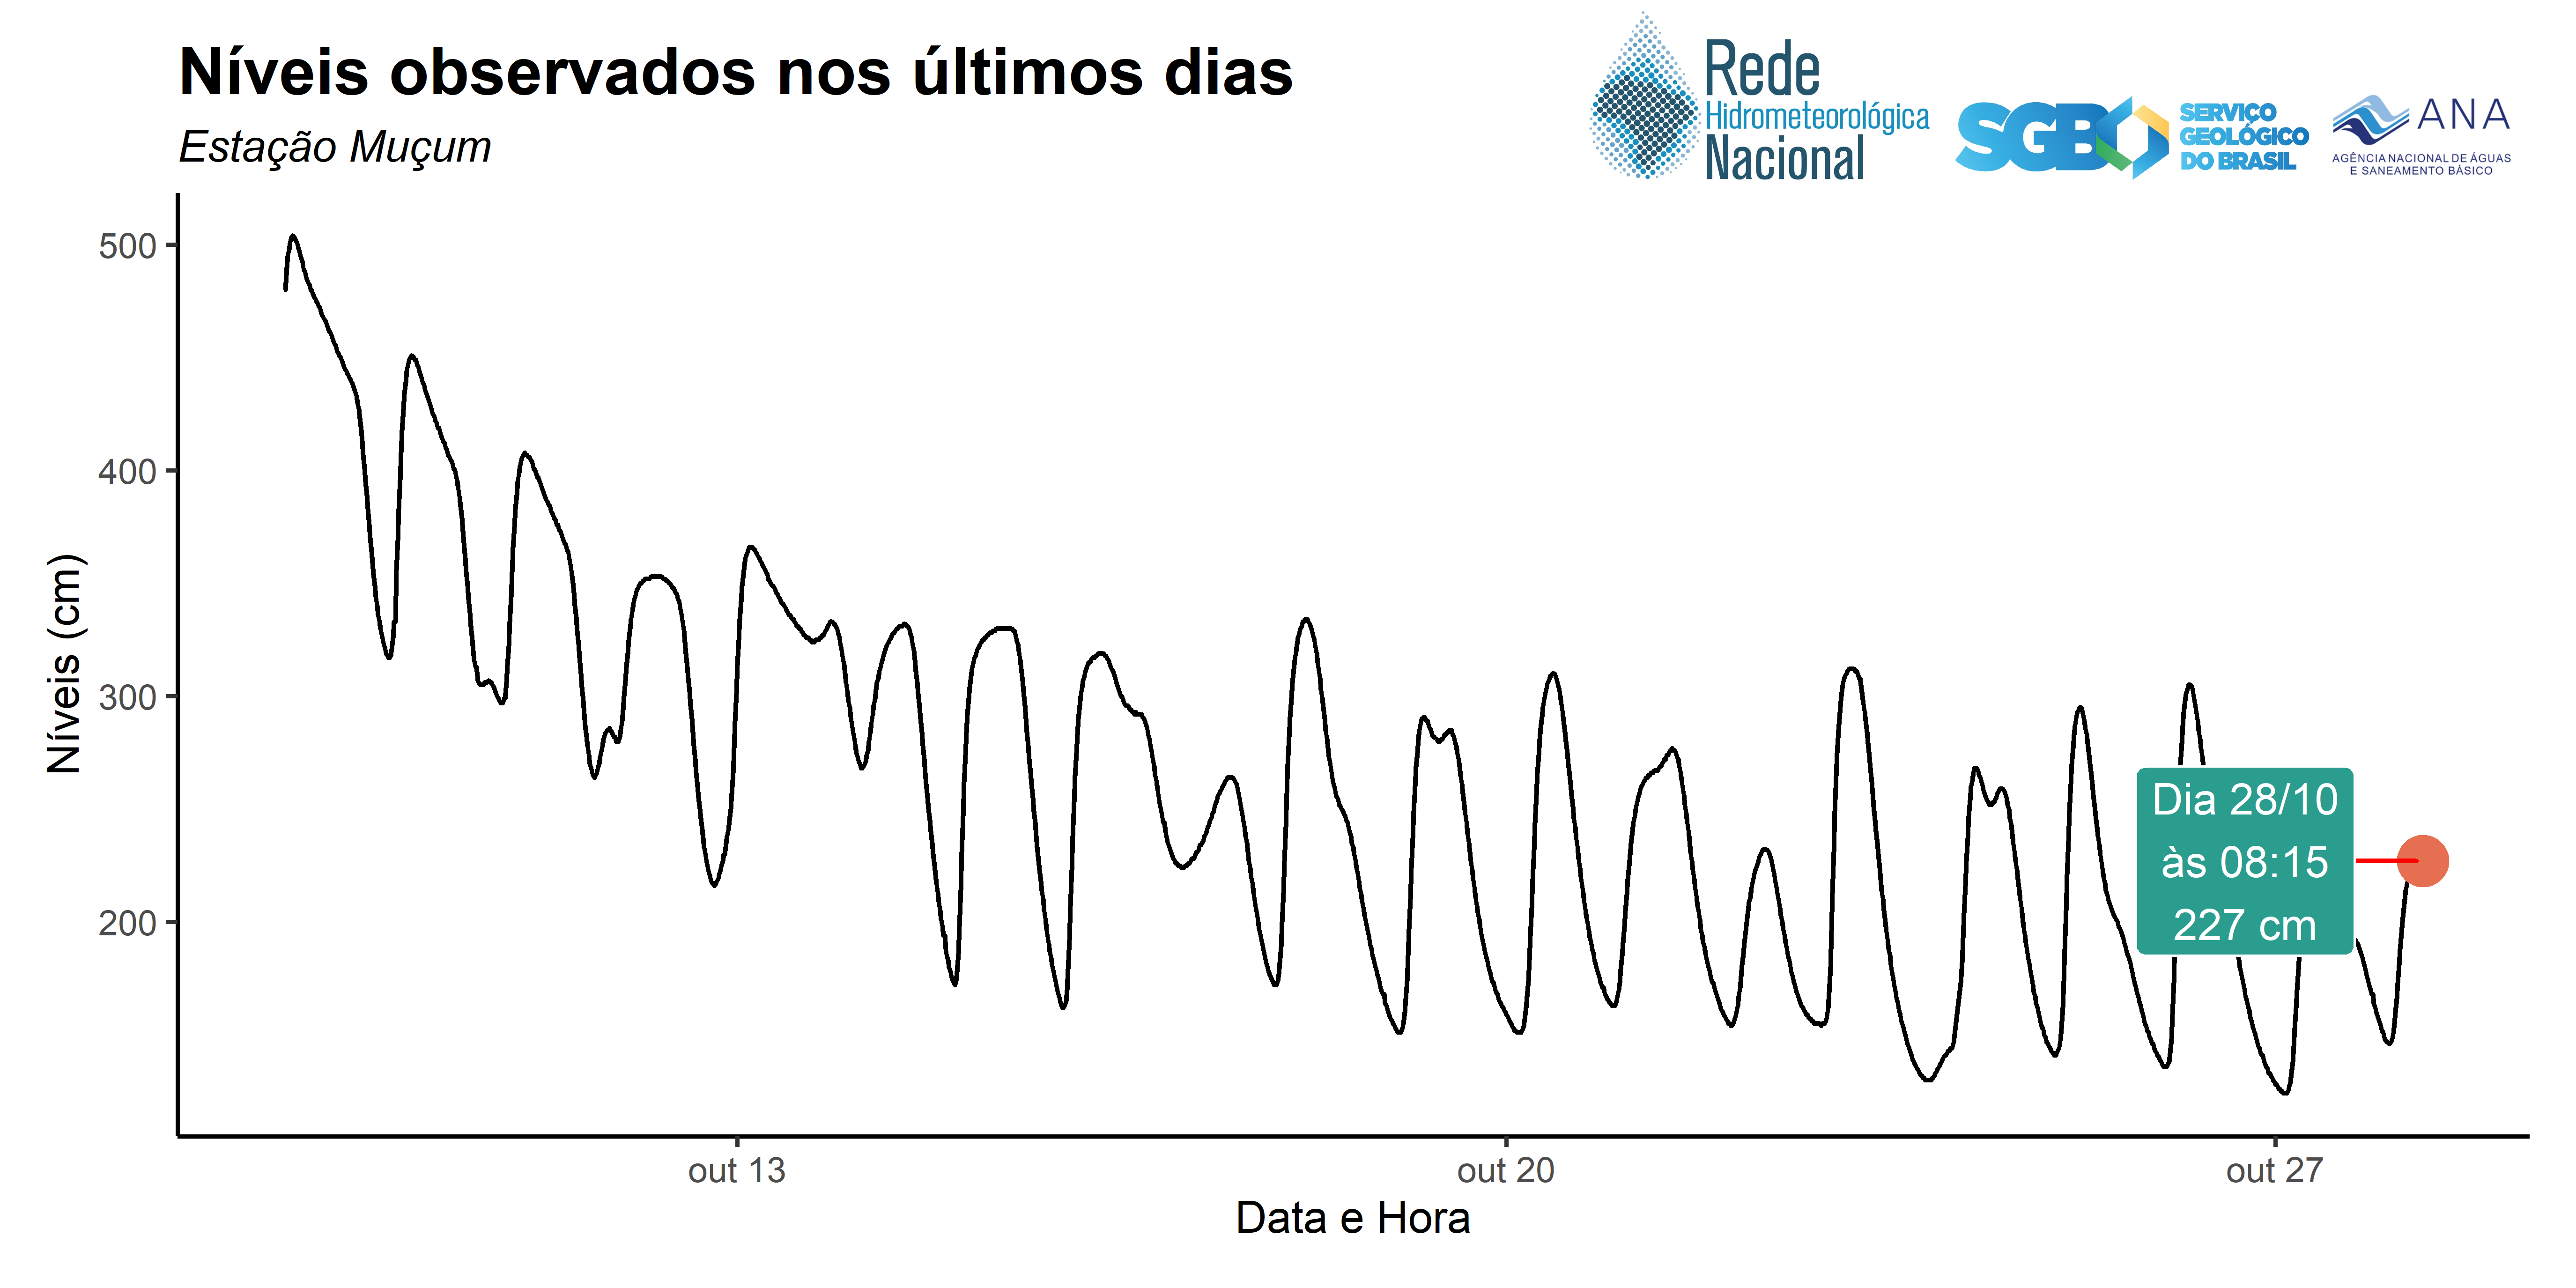 Níveis observados nos últimos dias
Estação Muçum
Rede
Hidrometeorológica
Nacional
SGB
SERVIÇO
GEOLÓGICO
DO BRASIL
ANA
AGÊNCIA NACIONAL DE ÁGUAS
E SANEAMENTO BÁSICO
Níveis (cm)
500
400
300
200
Dia 28/10
às 08:15
227 cm
out 13
out 20
out 27
Data e Hora